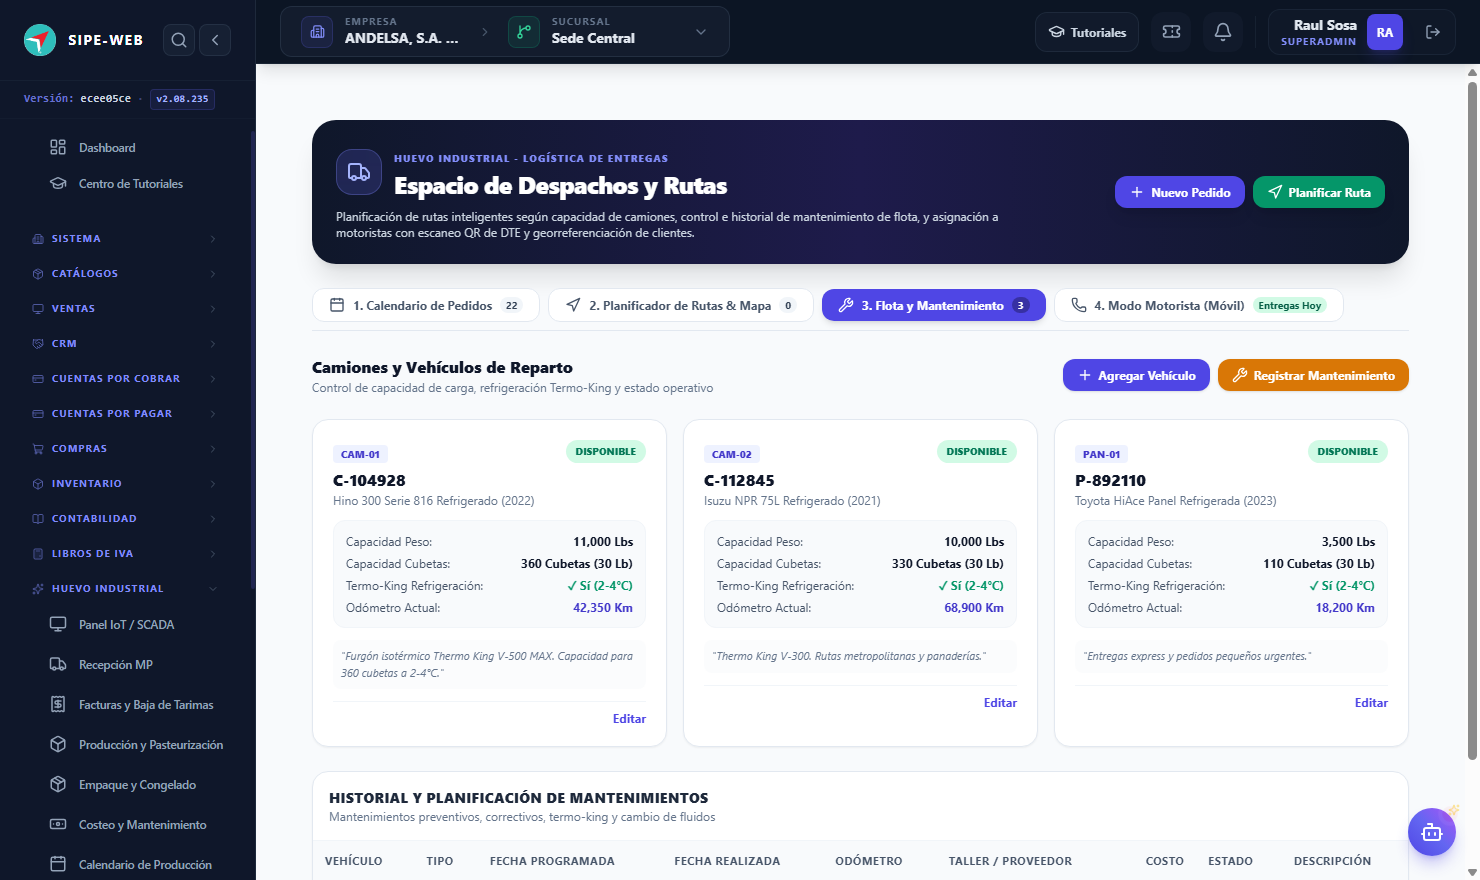 SIPE-WEB
EMPRESA
ANDELSA, S.A. ...
SUCURSAL
Sede Central
Tutoriales
Raul Sosa
SUPERADMIN
RA
Versión: ecee05ce · v2.08.235
Dashboard
Centro de Tutoriales
SISTEMA
CATÁLOGOS
VENTAS
CRM
CUENTAS POR COBRAR
CUENTAS POR PAGAR
COMPRAS
INVENTARIO
CONTABILIDAD
LIBROS DE IVA
HUEVO INDUSTRIAL
Panel IoT / SCADA
Recepción MP
Facturas y Baja de Tarimas
Producción y Pasteurización
Empaque y Congelado
Costeo y Mantenimiento
Calendario de Producción
HUEVO INDUSTRIAL - LOGÍSTICA DE ENTREGAS
Espacio de Despachos y Rutas
Planificación de rutas inteligentes según capacidad de camiones, control e historial de mantenimiento de flota, y asignación a
motoristas con escaneo QR de DTE y georreferenciación de clientes.
Nuevo Pedido
Planificar Ruta
1. Calendario de Pedidos 22
2. Planificador de Rutas & Mapa 0
3. Flota y Mantenimiento 3
4. Modo Motorista (Móvil) Entregas Hoy
Camiones y Vehículos de Reparto
Control de capacidad de carga, refrigeración Termo-King y estado operativo
Agregar Vehículo
Registrar Mantenimiento
CAM-01
DISPONIBLE
C-104928
Hino 300 Serie 816 Refrigerado (2022)
Capacidad Peso: 11,000 Lbs
Capacidad Cubetas: 360 Cubetas (30 Lb)
Termo-King Refrigeración: ✓ Sí (2-4°C)
Odómetro Actual: 42,350 Km
"Furgón isotérmico Thermo King V-500 MAX. Capacidad para
360 cubetas a 2-4°C."
Editar
CAM-02
DISPONIBLE
C-112845
Isuzu NPR 75L Refrigerado (2021)
Capacidad Peso: 10,000 Lbs
Capacidad Cubetas: 330 Cubetas (30 Lb)
Termo-King Refrigeración: ✓ Sí (2-4°C)
Odómetro Actual: 68,900 Km
"Thermo King V-300. Rutas metropolitanas y panaderías."
Editar
PAN-01
DISPONIBLE
P-892110
Toyota HiAce Panel Refrigerada (2023)
Capacidad Peso: 3,500 Lbs
Capacidad Cubetas: 110 Cubetas (30 Lb)
Termo-King Refrigeración: ✓ Sí (2-4°C)
Odómetro Actual: 18,200 Km
"Entregas express y pedidos pequeños urgentes."
Editar
HISTORIAL Y PLANIFICACIÓN DE MANTENIMIENTOS
Mantenimientos preventivos, correctivos, termo-king y cambio de fluidos
VEHÍCULO TIPO FECHA PROGRAMADA FECHA REALIZADA ODÓMETRO TALLER / PROVEEDOR COSTO ESTADO DESCRIPCIÓN